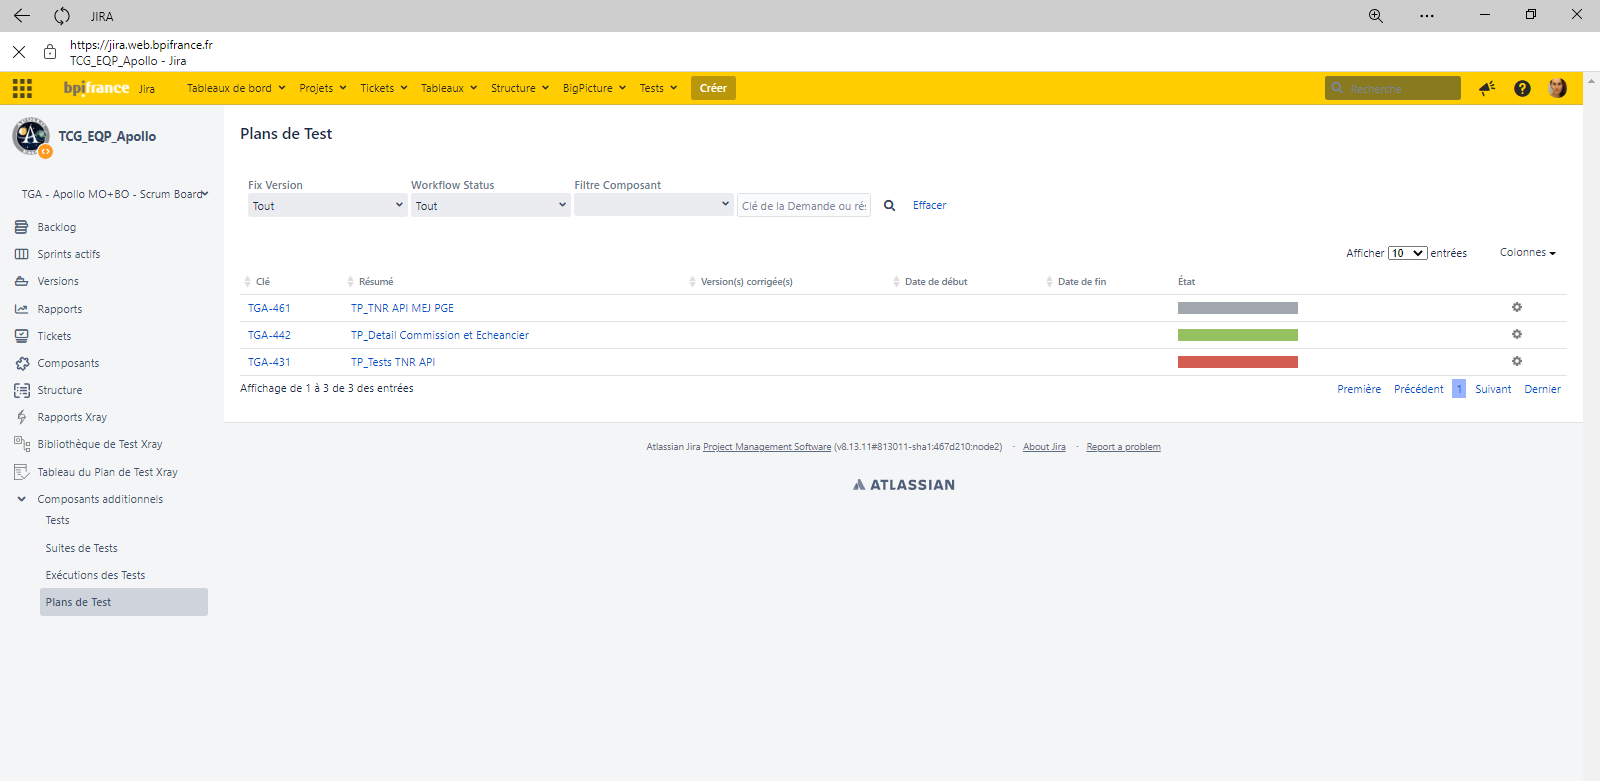 JIRA
https://jira.web.bpifrance.fr
TCG_EQP_Apollo - Jira
bpifrance Jira Tableaux de bord Projets Tickets Tableaux Structure BigPicture Tests Créer Recherche
TCG_EQP_Apollo
TGA - Apollo MO+BO - Scrum Board
Backlog
Sprints actifs
Versions
Rapports
Tickets
Composants
Structure
Rapports Xray
Bibliothèque de Test Xray
Tableau du Plan de Test Xray
Composants additionnels
Tests
Suites de Tests
Exécutions des Tests
Plans de Test
Plans de Test
Fix Version Workflow Status Filtre Composant
Tout Tout Clé de la Demande ou rés Effacer
Afficher 10 entrées Colonnes
Clé Résumé Version(s) corrigée(s) Date de début Date de fin État
TGA-461 TP_TNR API MEJ PGE
TGA-442 TP_Detail Commission et Echeancier
TGA-431 TP_Tests TNR API
Affichage de 1 à 3 de 3 des entrées Première Précédent 1 Suivant Dernier
Atlassian Jira Project Management Software (v8.13.11#813011-sha1:467d210:node2) · About Jira · Report a problem
ATLASSIAN